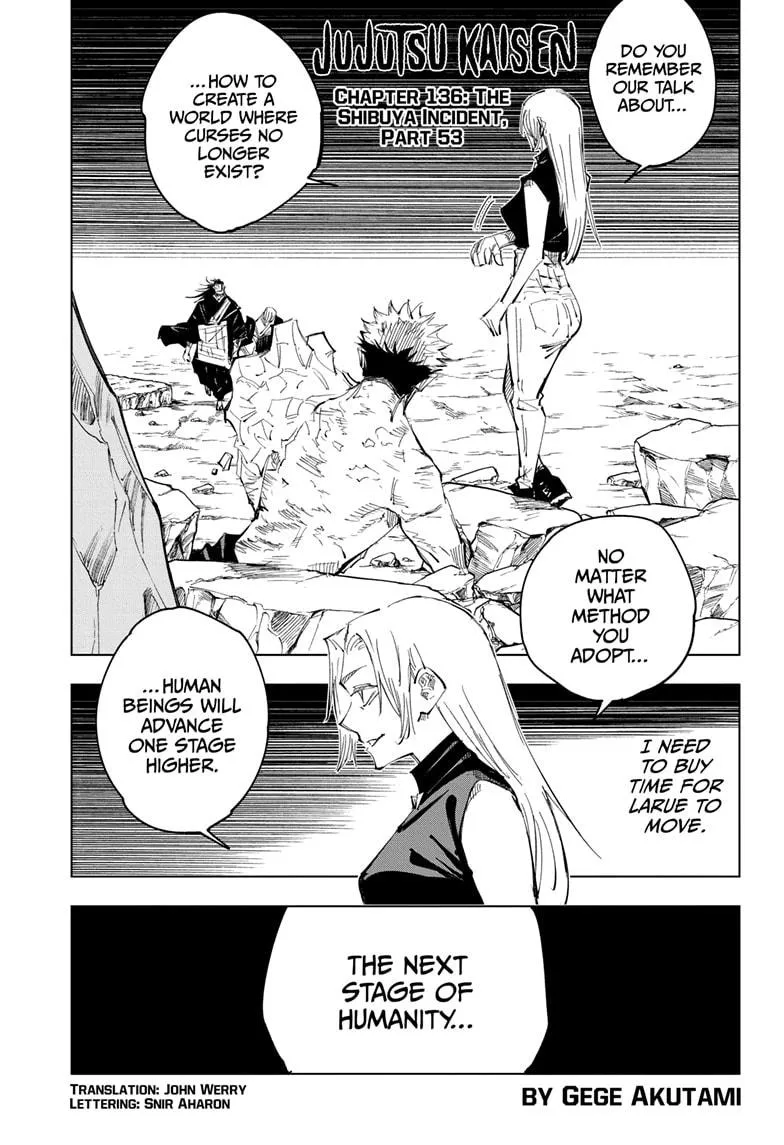 JUJUTSU KAISEN
CHAPTER 136: THE
SHIBUYA INCIDENT,
PART 53
DO YOU
REMEMBER
OUR TALK
ABOUT...
...HOW TO
CREATE A
WORLD WHERE
CURSES NO
LONGER
EXIST?
NO
MATTER
WHAT
METHOD
YOU
ADOPT...
...HUMAN
BEINGS WILL
ADVANCE
ONE STAGE
HIGHER.
I NEED
TO BUY
TIME FOR
LARUE TO
MOVE.
THE NEXT
STAGE OF
HUMANITY...
TRANSLATION: JOHN WERRY
LETTERING: SNIR AHARON
BY GEGE AKUTAMI